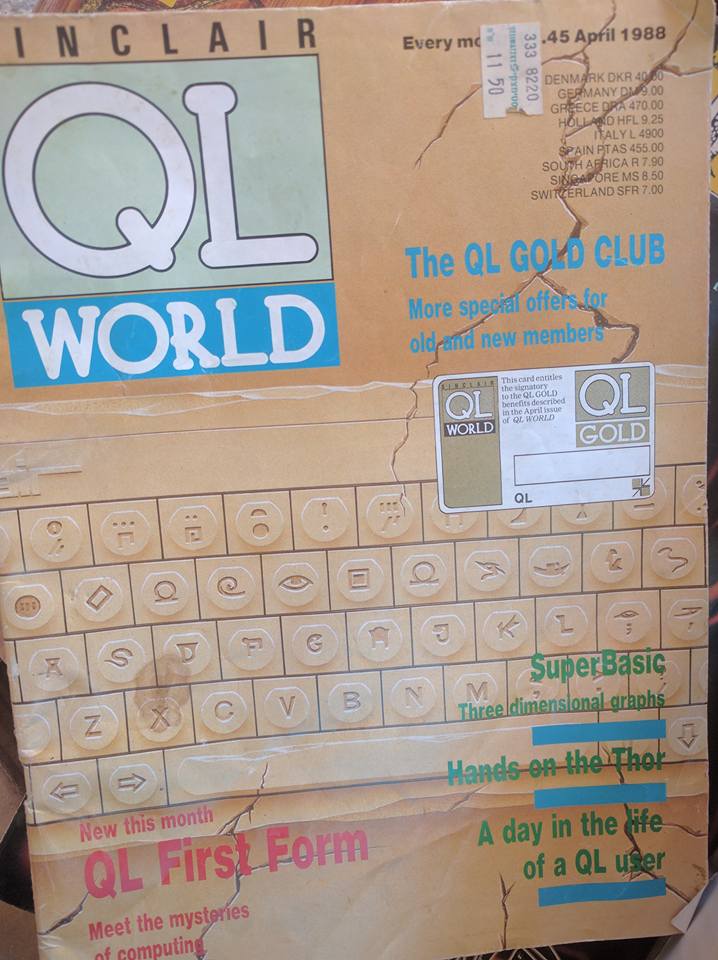 INCLAIR
QL
WORLD
Every mo
.45 April 1988
333 8220
11 50
DENMARK DKR 40.00
GERMANY DM 9.00
GREECE DRA 470.00
HOLLAND HFL 9.25
ITALY L 4900
SPAIN PTAS 455.00
SOUTH AFRICA R 7.90
SINGAPORE MS 8.50
SWITZERLAND SFR 7.00
The QL GOLD CLUB
More special offers for
old and new members
SINCLAIR
QL
WORLD
This card entitles
the signatory
to the QL GOLD
benefits described
in the April issue
of QL WORLD
QL
GOLD
QL
A S D F G H J K L
Z X C V B N M
SuperBasic
Three dimensional graphs
Hands on the Thor
A day in the life
of a QL user
New this month
QL First Form
Meet the mysteries
of computing